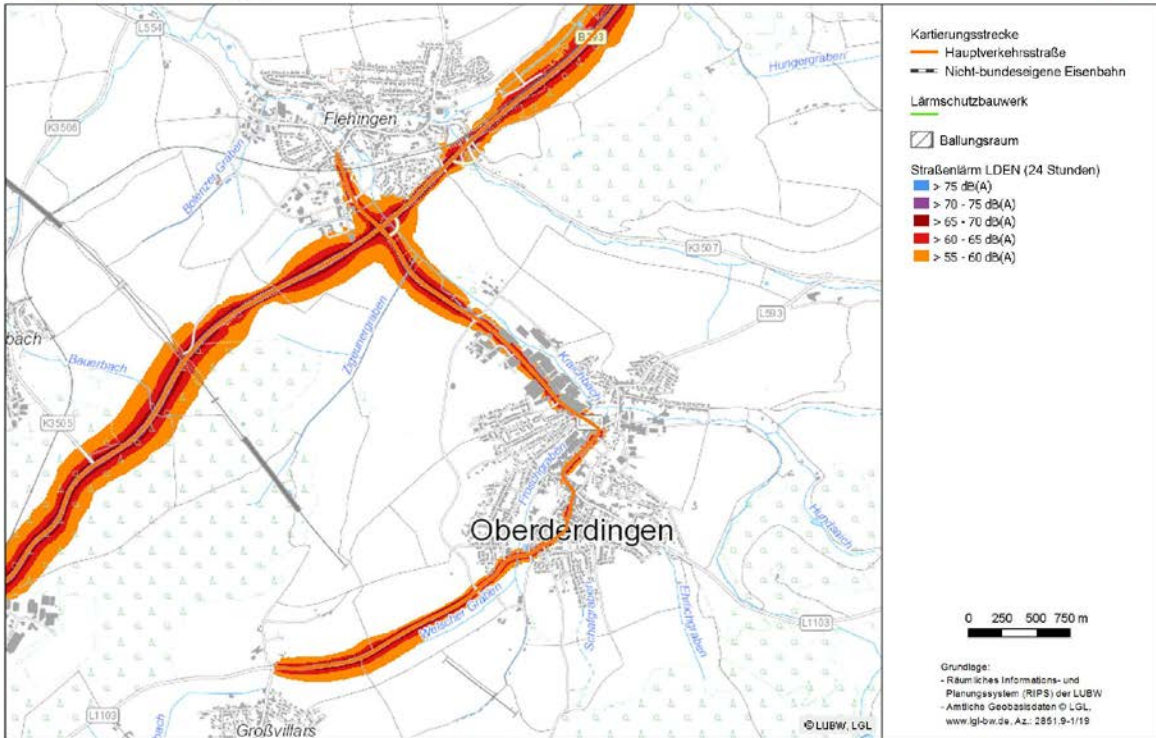 L554
B293
Hungergraben
Flehingen
K3506
Bolenzer Graben
K3507
L593
bach
Bauerbach
Zigeunergraben
Kraichbach
K3505
Froschgraben
Oberderdingen
Hundsbach
Welscher Graben
Schafgraben
Ehrichgraben
L1103
L1103
Großvillars
©LUBW, LGL
Kartierungsstrecke
Hauptverkehrsstraße
Nicht-bundeseigene Eisenbahn
Lärmschutzbauwerk
Ballungsraum
Straßenlärm LDEN (24 Stunden)
> 75 dB(A)
> 70 - 75 dB(A)
> 65 - 70 dB(A)
> 60 - 65 dB(A)
> 55 - 60 dB(A)
0 250 500 750 m
Grundlage:
- Räumliches Informations- und
Planungssystem (RIPS) der LUBW
- Amtliche Geobasisdaten © LGL,
www.lgl-bw.de, Az.: 2851.9-1/19